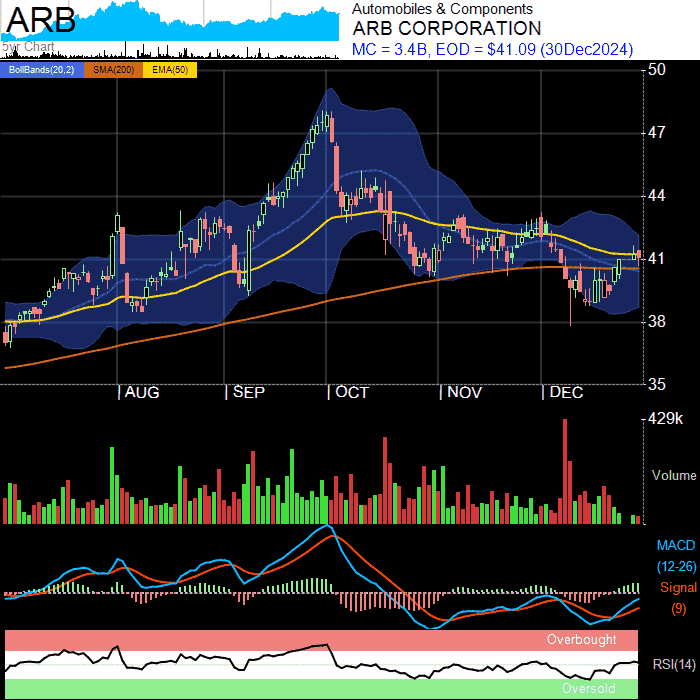 ARB
5yr Chart
Automobiles & Components
ARB CORPORATION
MC = 3.4B, EOD = $41.09 (30Dec2024)
BollBands(20,2) SMA(200) EMA(50)
50
47
44
41
38
35
AUG SEP OCT NOV DEC
429k
Volume
MACD
(12-26)
Signal
(9)
Overbought
RSI(14)
Oversold